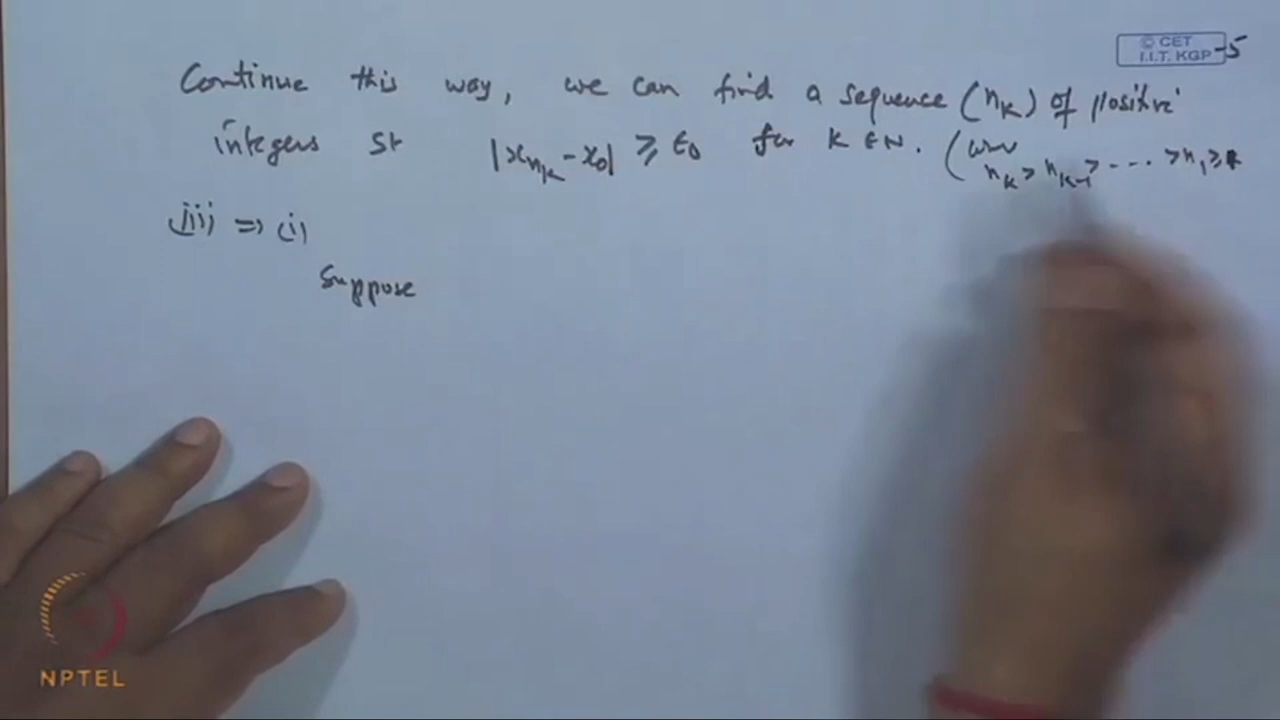 © CET
I.I.T. KGP -5
Continue this way, we can find a sequence (n_k) of positive
integers st |x_{n_k} - x_0| ⩾ ε_0 for k ∈ N. (
n_k > n_{k-1} > .... > n_1 ⩾
(iii) ⇒ (i)
Suppose
NPTEL